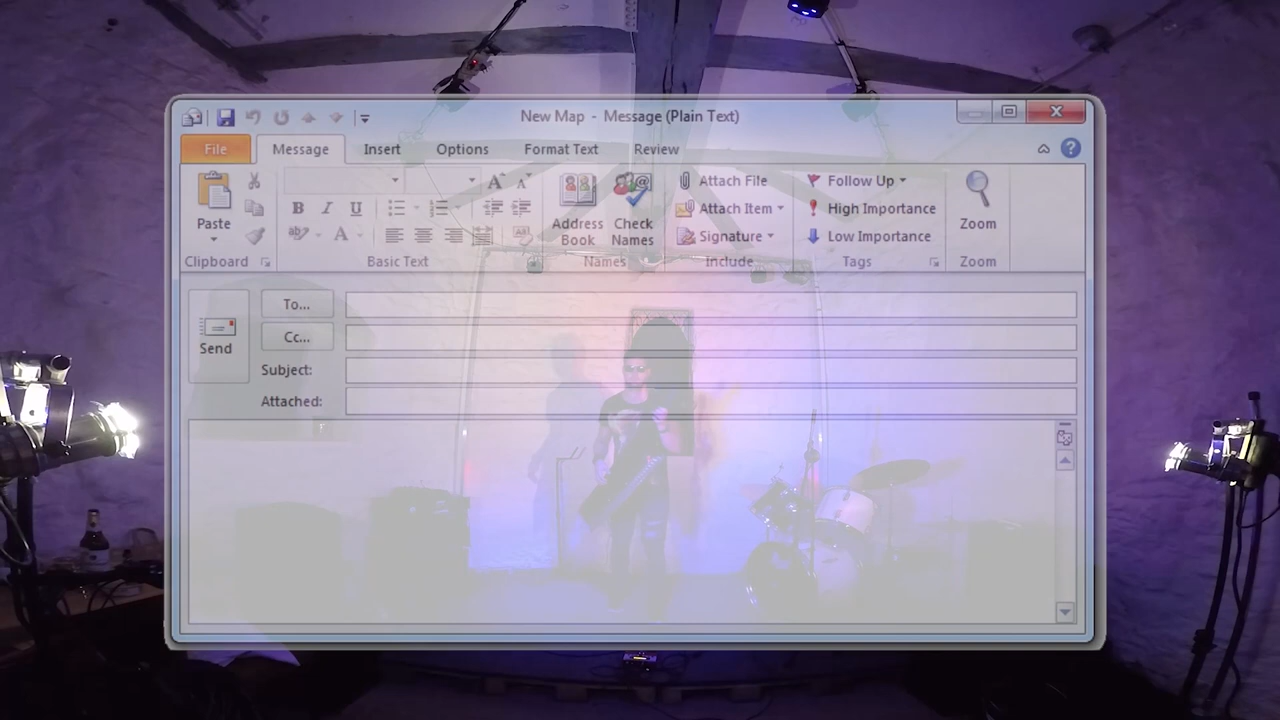 New Map - Message (Plain Text)
File Message Insert Options Format Text Review
Paste
Clipboard
B I U
A
Basic Text
Address Book
Check Names
Names
Attach File
Attach Item
Signature
Include
Follow Up
High Importance
Low Importance
Tags
Zoom
Zoom
Send
To...
Cc...
Subject:
Attached: